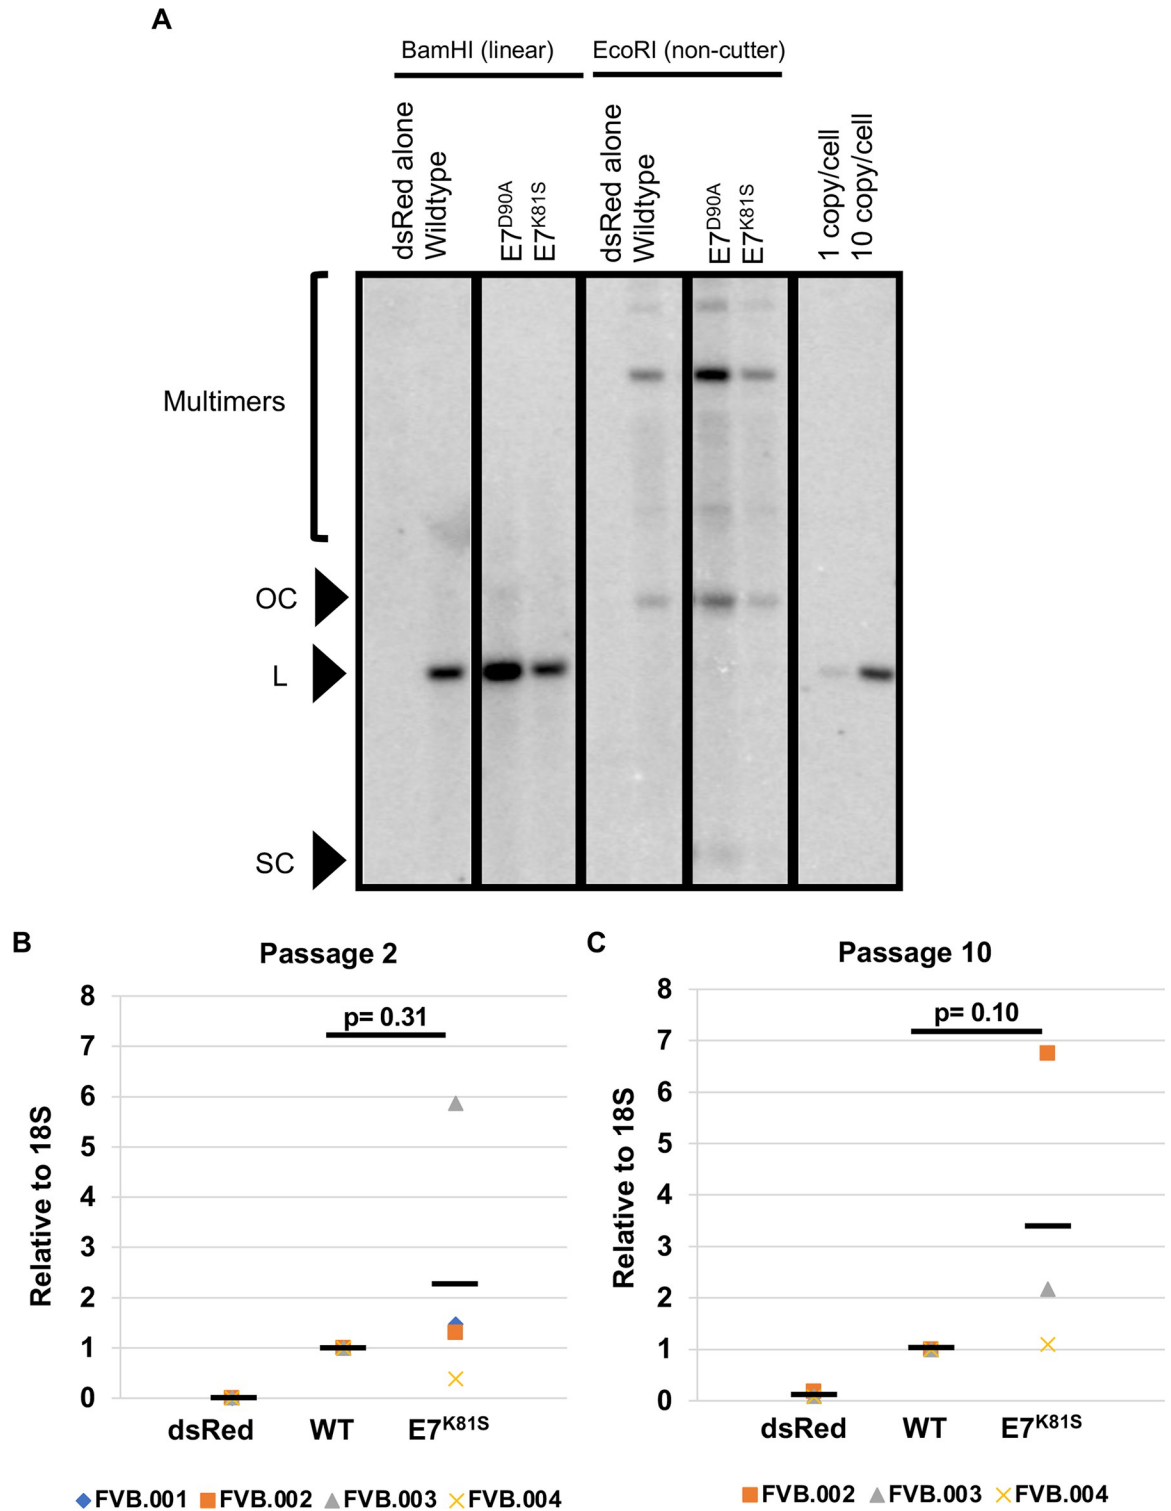 A
BamHI (linear) EcoRI (non-cutter)
dsRed alone
Wildtype
E7D90A
E7K81S
dsRed alone
Wildtype
E7D90A
E7K81S
1 copy/cell
10 copy/cell
Multimers
OC
L
SC
B
Passage 2
Relative to 18S
8
7
6
5
4
3
2
1
0
p= 0.31
dsRed WT E7K81S
FVB.001 FVB.002 FVB.003 FVB.004
C
Passage 10
Relative to 18S
8
7
6
5
4
3
2
1
0
p= 0.10
dsRed WT E7K81S
FVB.002 FVB.003 FVB.004